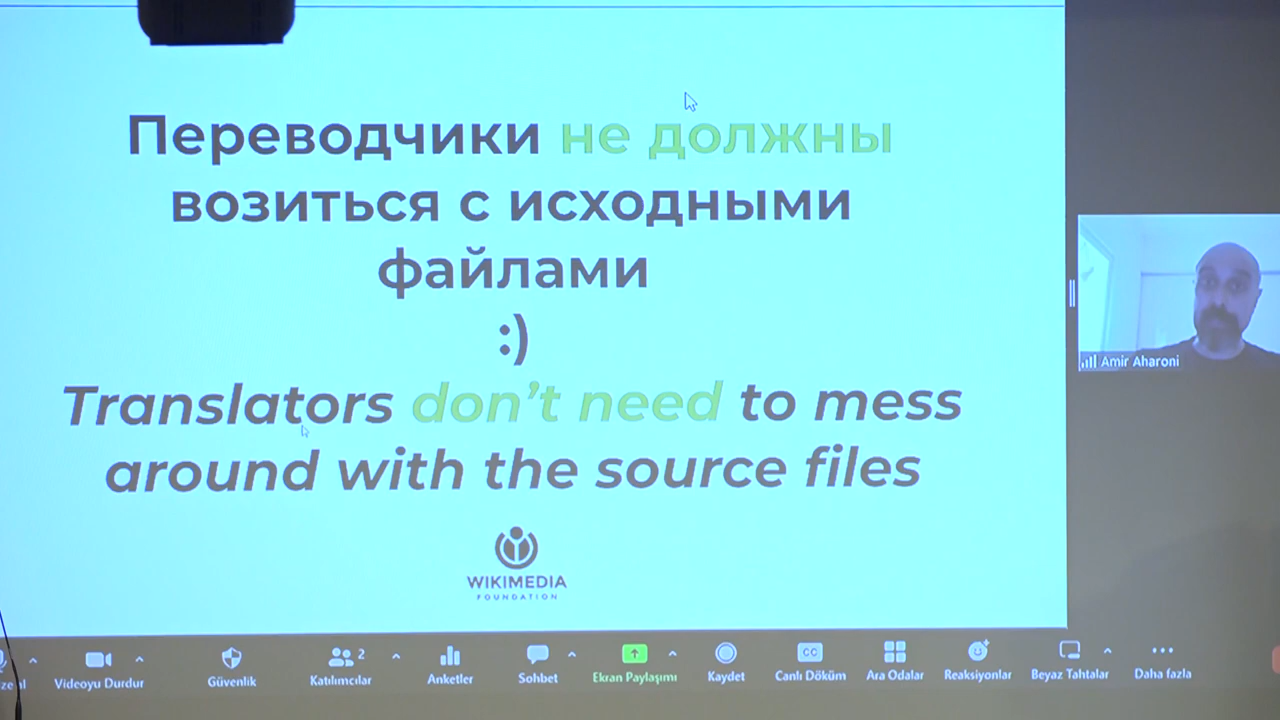 Переводчики не должны
возиться с исходными
файлами
:)
Translators don't need to mess
around with the source files
WIKIMEDIA
FOUNDATION
Amir Aharoni
Videoyu Durdur
Güvenlik
2
Katılımcılar
Anketler
Sohbet
Ekran Paylaşımı
Kaydet
CC
Canlı Döküm
Ara Odalar
Reaksiyonlar
Beyaz Tahtalar
Daha fazla